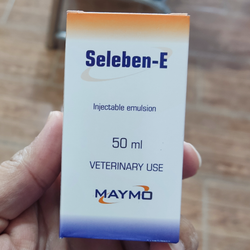 Seleben-E
Injectable emulsion
50 ml
VETERINARY USE
MAYMO